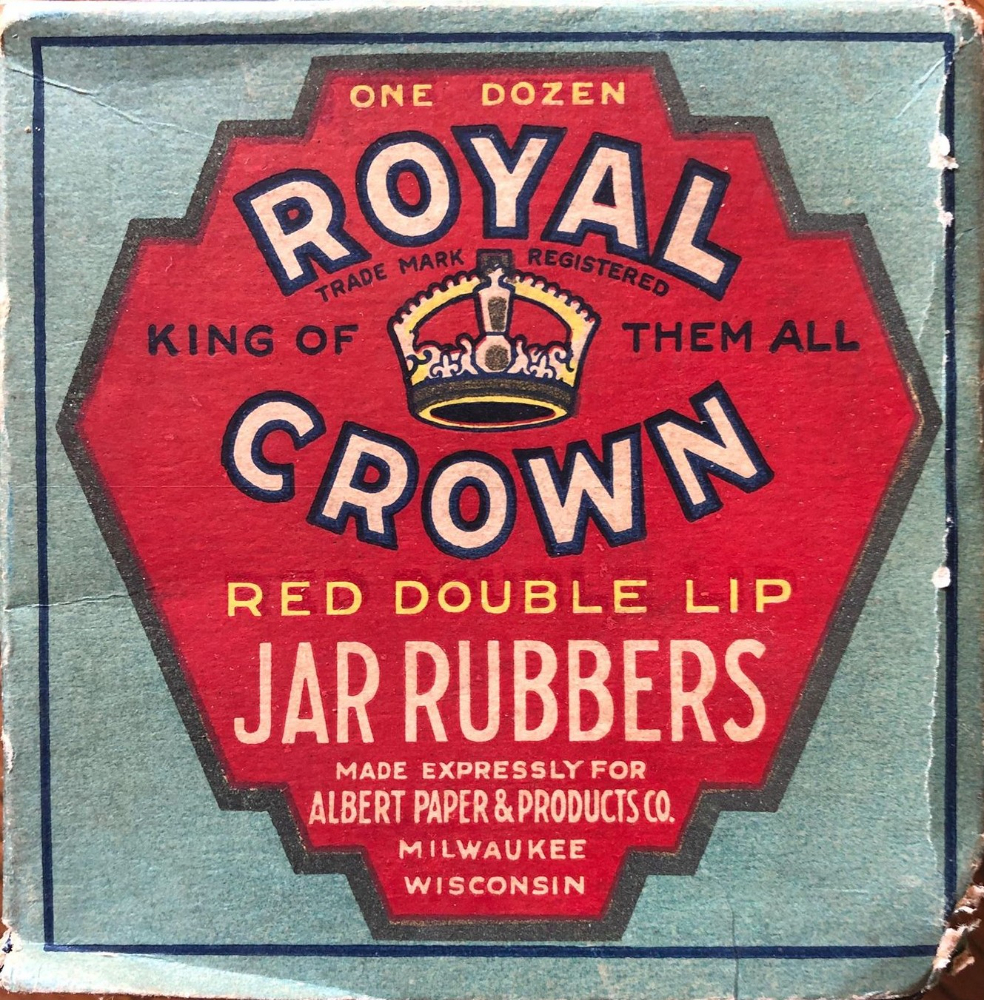 ONE DOZEN
ROYAL
TRADE MARK REGISTERED
KING OF THEM ALL
CROWN
RED DOUBLE LIP
JAR RUBBERS
MADE EXPRESSLY FOR
ALBERT PAPER & PRODUCTS CO.
MILWAUKEE
WISCONSIN